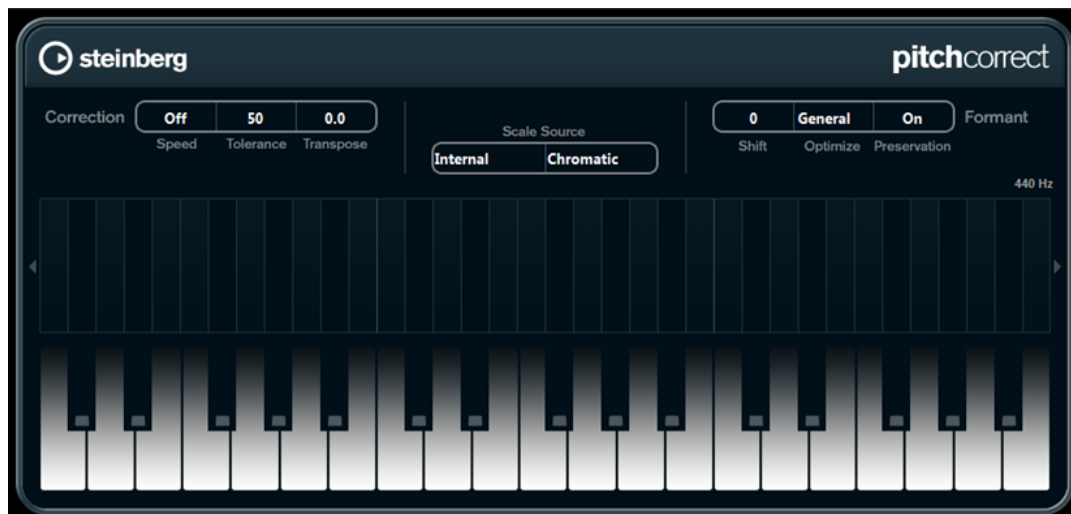 steinberg
pitchcorrect
Correction Off 50 0.0
Speed Tolerance Transpose
Scale Source
Internal Chromatic
0 General On Formant
Shift Optimize Preservation
440 Hz